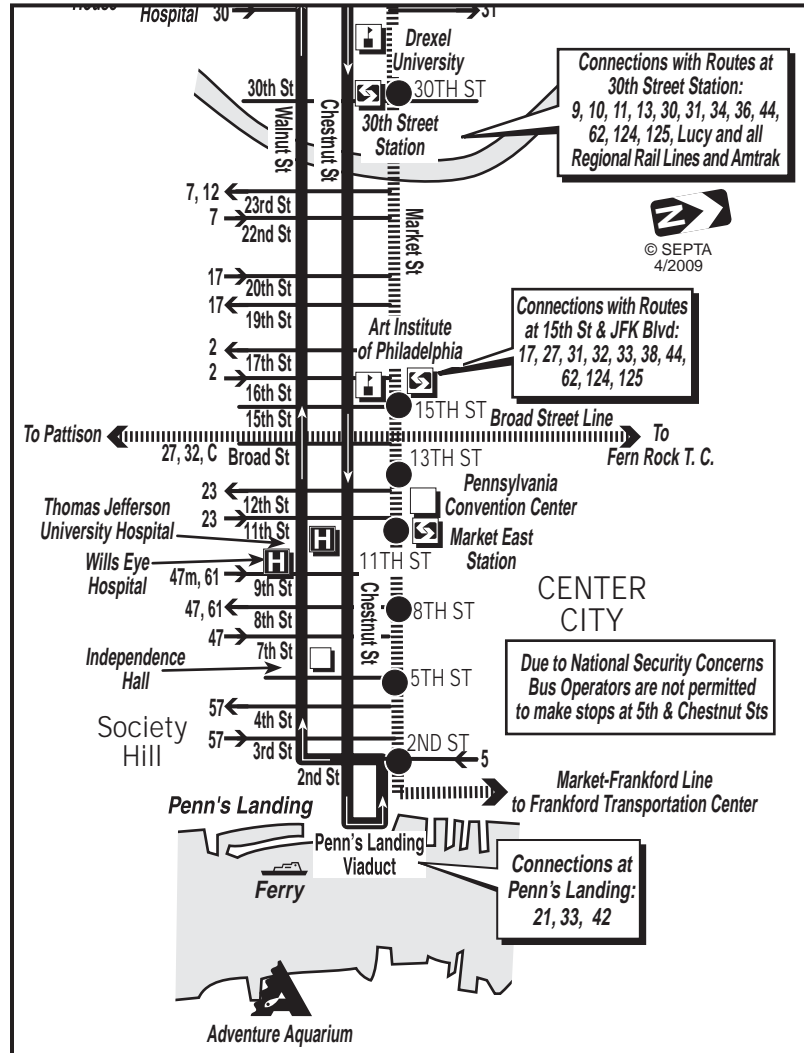 Hospital 30
31
Drexel
University
30th St
30TH ST
30th Street
Station
Walnut St
Chestnut St
Connections with Routes at
30th Street Station:
9, 10, 11, 13, 30, 31, 34, 36, 44,
62, 124, 125, Lucy and all
Regional Rail Lines and Amtrak
N
© SEPTA
4/2009
7, 12
23rd St
7
22nd St
Market St
17
20th St
17
19th St
Art Institute
of Philadelphia
Connections with Routes
at 15th St & JFK Blvd:
17, 27, 31, 32, 33, 38, 44,
62, 124, 125
2
17th St
2
16th St
15th St
15TH ST
Broad Street Line
To Pattison
To
Fern Rock T. C.
27, 32, C
Broad St
13TH ST
23
12th St
Pennsylvania
Convention Center
23
11th St
Thomas Jefferson
University Hospital
H
Market East
Station
11TH ST
Wills Eye
Hospital
H
47m, 61
9th St
CENTER
CITY
47, 61
8th St
8TH ST
Chestnut St
47
7th St
Independence
Hall
5TH ST
Due to National Security Concerns
Bus Operators are not permitted
to make stops at 5th & Chestnut Sts
57
4th St
Society
Hill
57
3rd St
2ND ST
5
2nd St
Market-Frankford Line
to Frankford Transportation Center
Penn's Landing
Penn's Landing
Viaduct
Ferry
Connections at
Penn's Landing:
21, 33, 42
Adventure Aquarium